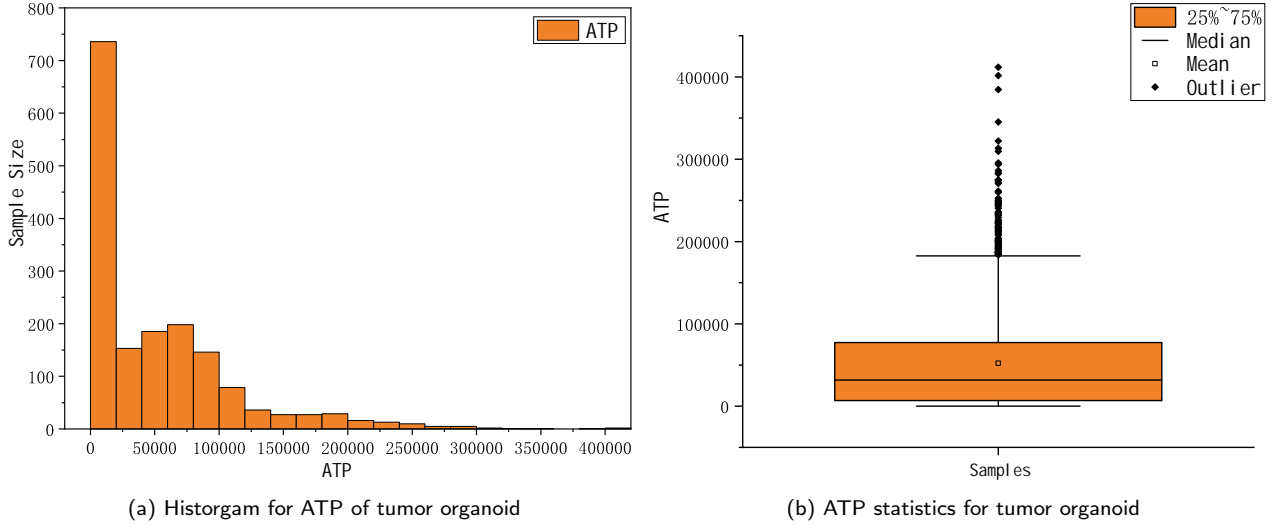 800
700
600
500
400
300
200
100
0
Sample Size
ATP
0 50000 100000 150000 200000 250000 300000 350000 400000
ATP
(a) Historgam for ATP of tumor organoid
25%~75%
Median
Mean
Outlier
400000
300000
200000
100000
0
ATP
Samples
(b) ATP statistics for tumor organoid